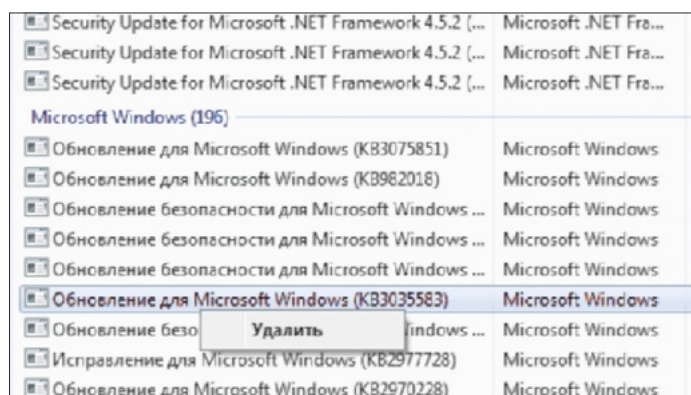 Security Update for Microsoft .NET Framework 4.5.2 (... Microsoft .NET Fra...
Security Update for Microsoft .NET Framework 4.5.2 (... Microsoft .NET Fra...
Security Update for Microsoft .NET Framework 4.5.2 (... Microsoft .NET Fra...
Microsoft Windows (196)
Обновление для Microsoft Windows (KB3075851) Microsoft Windows
Обновление для Microsoft Windows (KB982018) Microsoft Windows
Обновление безопасности для Microsoft Windows ... Microsoft Windows
Обновление безопасности для Microsoft Windows ... Microsoft Windows
Обновление безопасности для Microsoft Windows ... Microsoft Windows
Обновление для Microsoft Windows (KB3035583) Microsoft Windows
Обновление безо Удалить indows ... Microsoft Windows
Исправление для Microsoft Windows (KB2977728) Microsoft Windows
Обновление для Microsoft Windows (KB2970228) Microsoft Windows